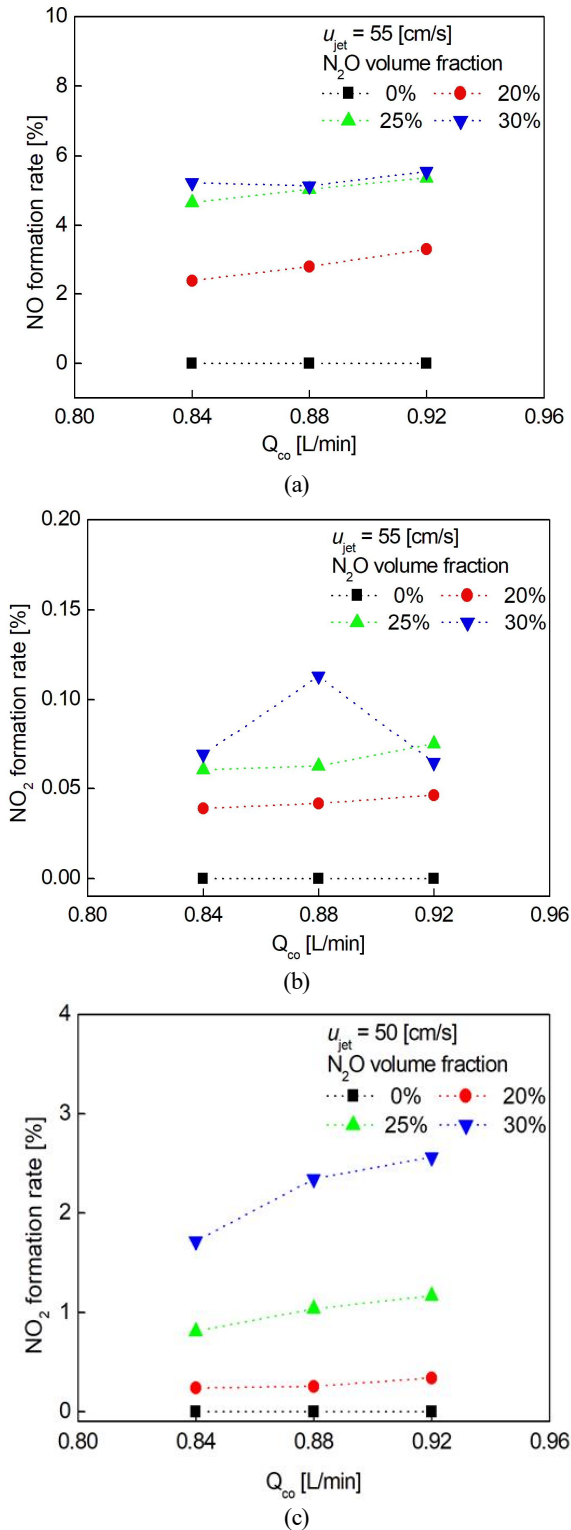 10
8
6
4
2
0
NO formation rate [%]
u_jet = 55 [cm/s]
N₂O volume fraction
0% 20%
25% 30%
0.80 0.84 0.88 0.92 0.96
Q_co [L/min]
(a)
0.20
0.15
0.10
0.05
0.00
NO₂ formation rate [%]
u_jet = 55 [cm/s]
N₂O volume fraction
0% 20%
25% 30%
0.80 0.84 0.88 0.92 0.96
Q_co [L/min]
(b)
4
3
2
1
0
NO₂ formation rate [%]
u_jet = 50 [cm/s]
N₂O volume fraction
0% 20%
25% 30%
0.80 0.84 0.88 0.92 0.96
Q_co [L/min]
(c)